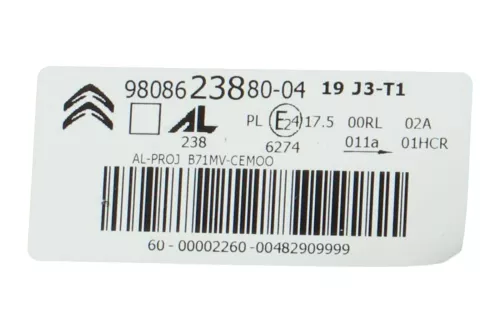 9808623880-04 19 J3-T1
AL PL E24 17.5 00RL 02A
238 6274 011a 01HCR
AL-PROJ B71MV-CEMOO
60-00002260-00482909999